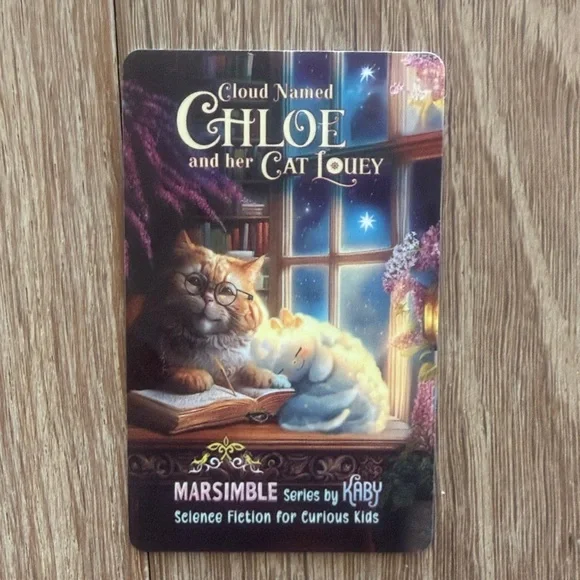 Cloud Named
CHLOE
and her CAT LOUEY
MARSIMBLE Series by KABY
Science Fiction for Curious Kids